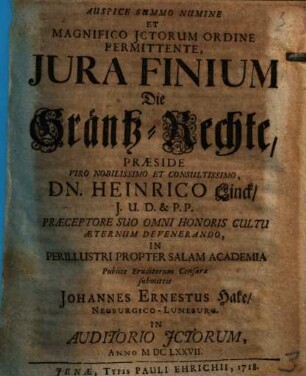 AUSPICE SUMMO NUMINE
ET
MAGNIFICO JCTORUM ORDINE
PERMITTENTE,
JURA FINIUM
Die
Gräntz-Rechte/
PRÆSIDE
VIRO NOBILISSIMO ET CONSULTISSIMO,
DN. HEINRICO Linck/
J. U. D. & P. P.
PRÆCEPTORE SUO OMNI HONORIS CULTU
ÆTERNUM DEVENERANDO,
IN
PERILLUSTRI PROPTER SALAM ACADEMIA
Publicæ Eruditorum Censuræ
submittit
JOHANNES ERNESTUS Hake/
NEOBURGICO-LUNEBURG.
IN
AUDITORIO JCTORUM,
ANNO M DC LXXVII.
JENÆ, Typis PAULI EHRICHII, 1718.
3